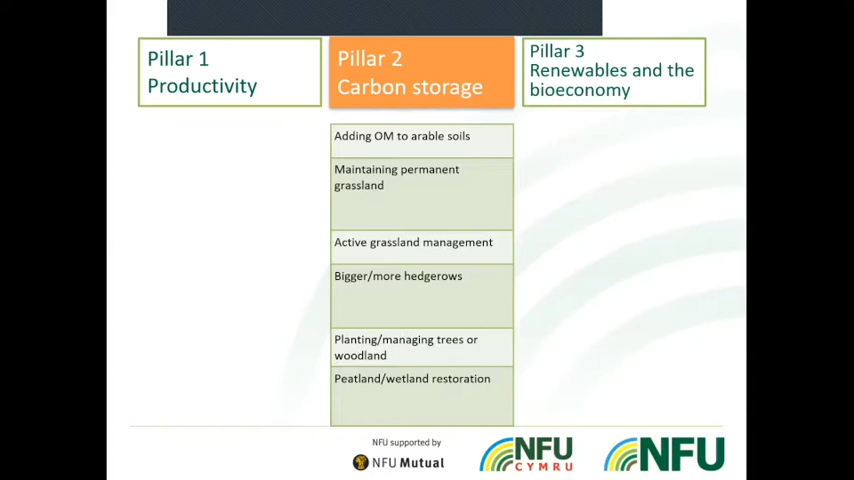 Pillar 1
Productivity
Pillar 2
Carbon storage
Pillar 3
Renewables and the
bioeconomy
Adding OM to arable soils
Maintaining permanent
grassland
Active grassland management
Bigger/more hedgerows
Planting/managing trees or
woodland
Peatland/wetland restoration
NFU supported by
NFU Mutual
NFU
CYMRU
NFU